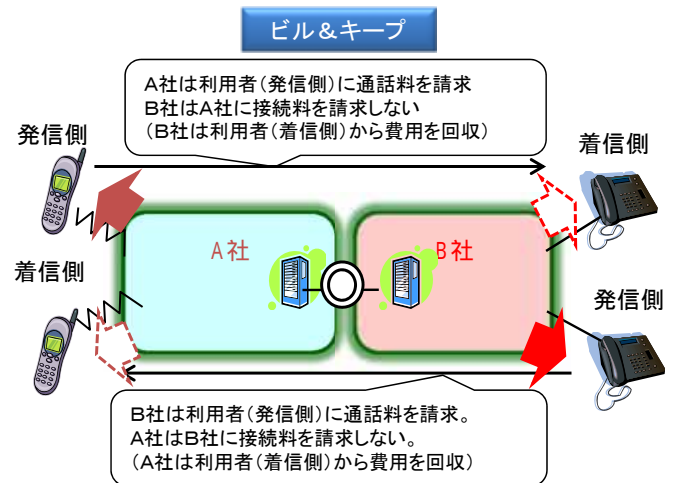 ビル＆キープ
A社は利用者(発信側)に通話料を請求
B社はA社に接続料を請求しない
(B社は利用者(着信側)から費用を回収)
発信側
着信側
A社
B社
着信側
発信側
B社は利用者(発信側)に通話料を請求。
A社はB社に接続料を請求しない。
(A社は利用者(着信側)から費用を回収)